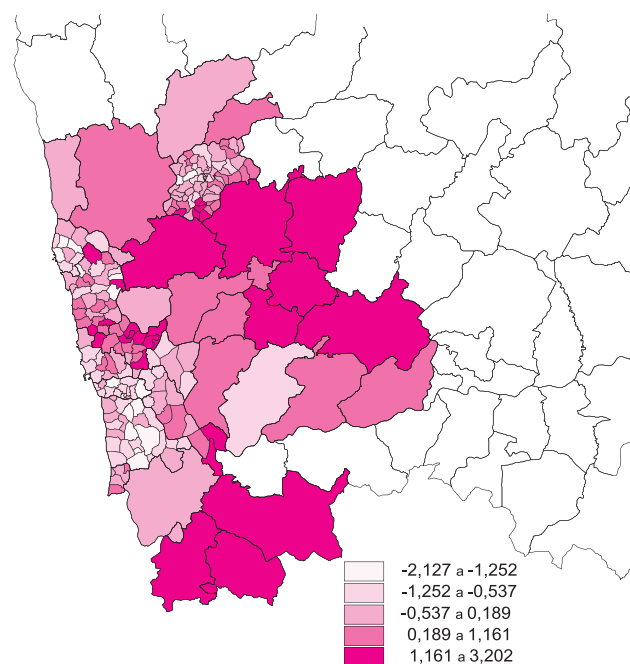 -2,127 a -1,252
-1,252 a -0,537
-0,537 a 0,189
0,189 a 1,161
1,161 a 3,202